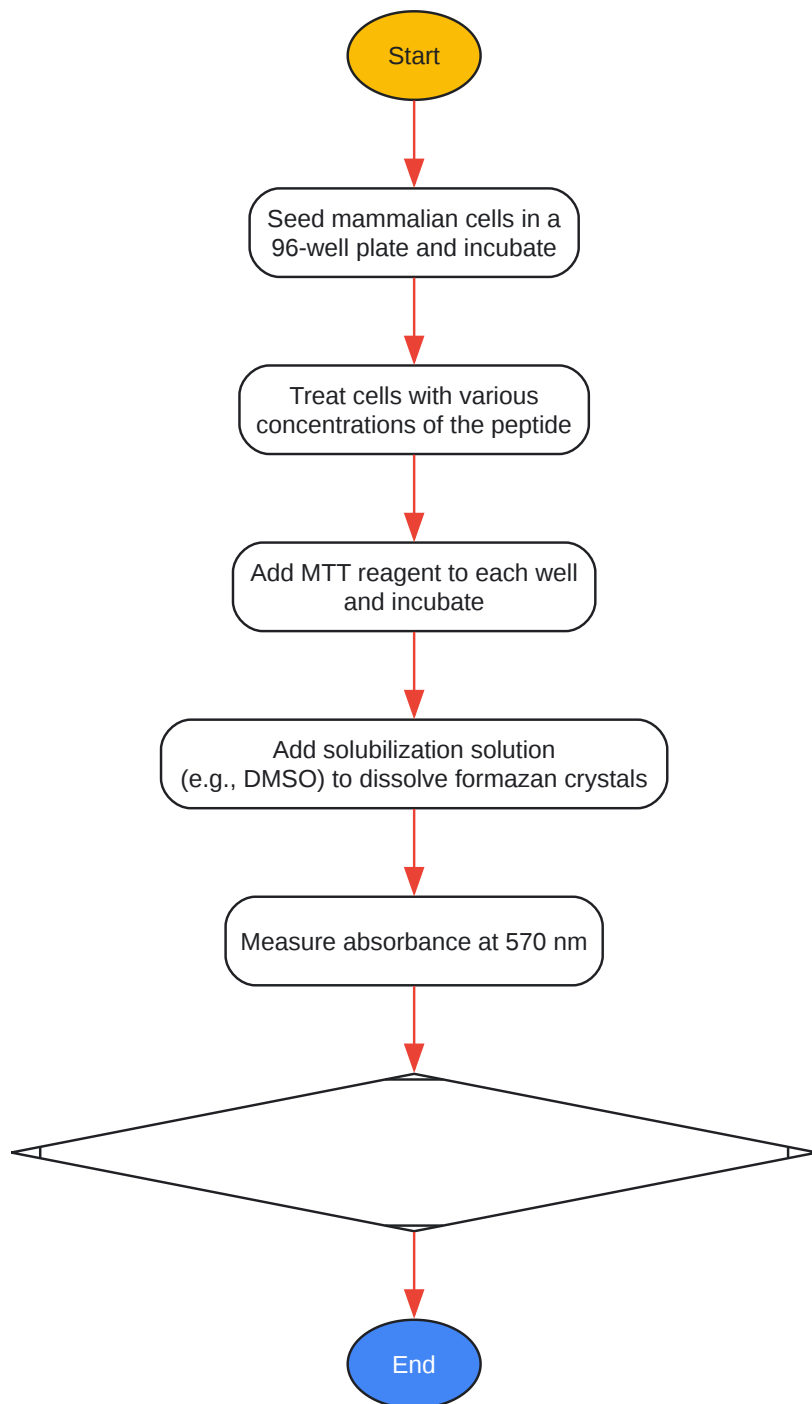 Start
Seed mammalian cells in a
96-well plate and incubate
Treat cells with various
concentrations of the peptide
Add MTT reagent to each well
and incubate
Add solubilization solution
(e.g., DMSO) to dissolve formazan crystals
Measure absorbance at 570 nm
End